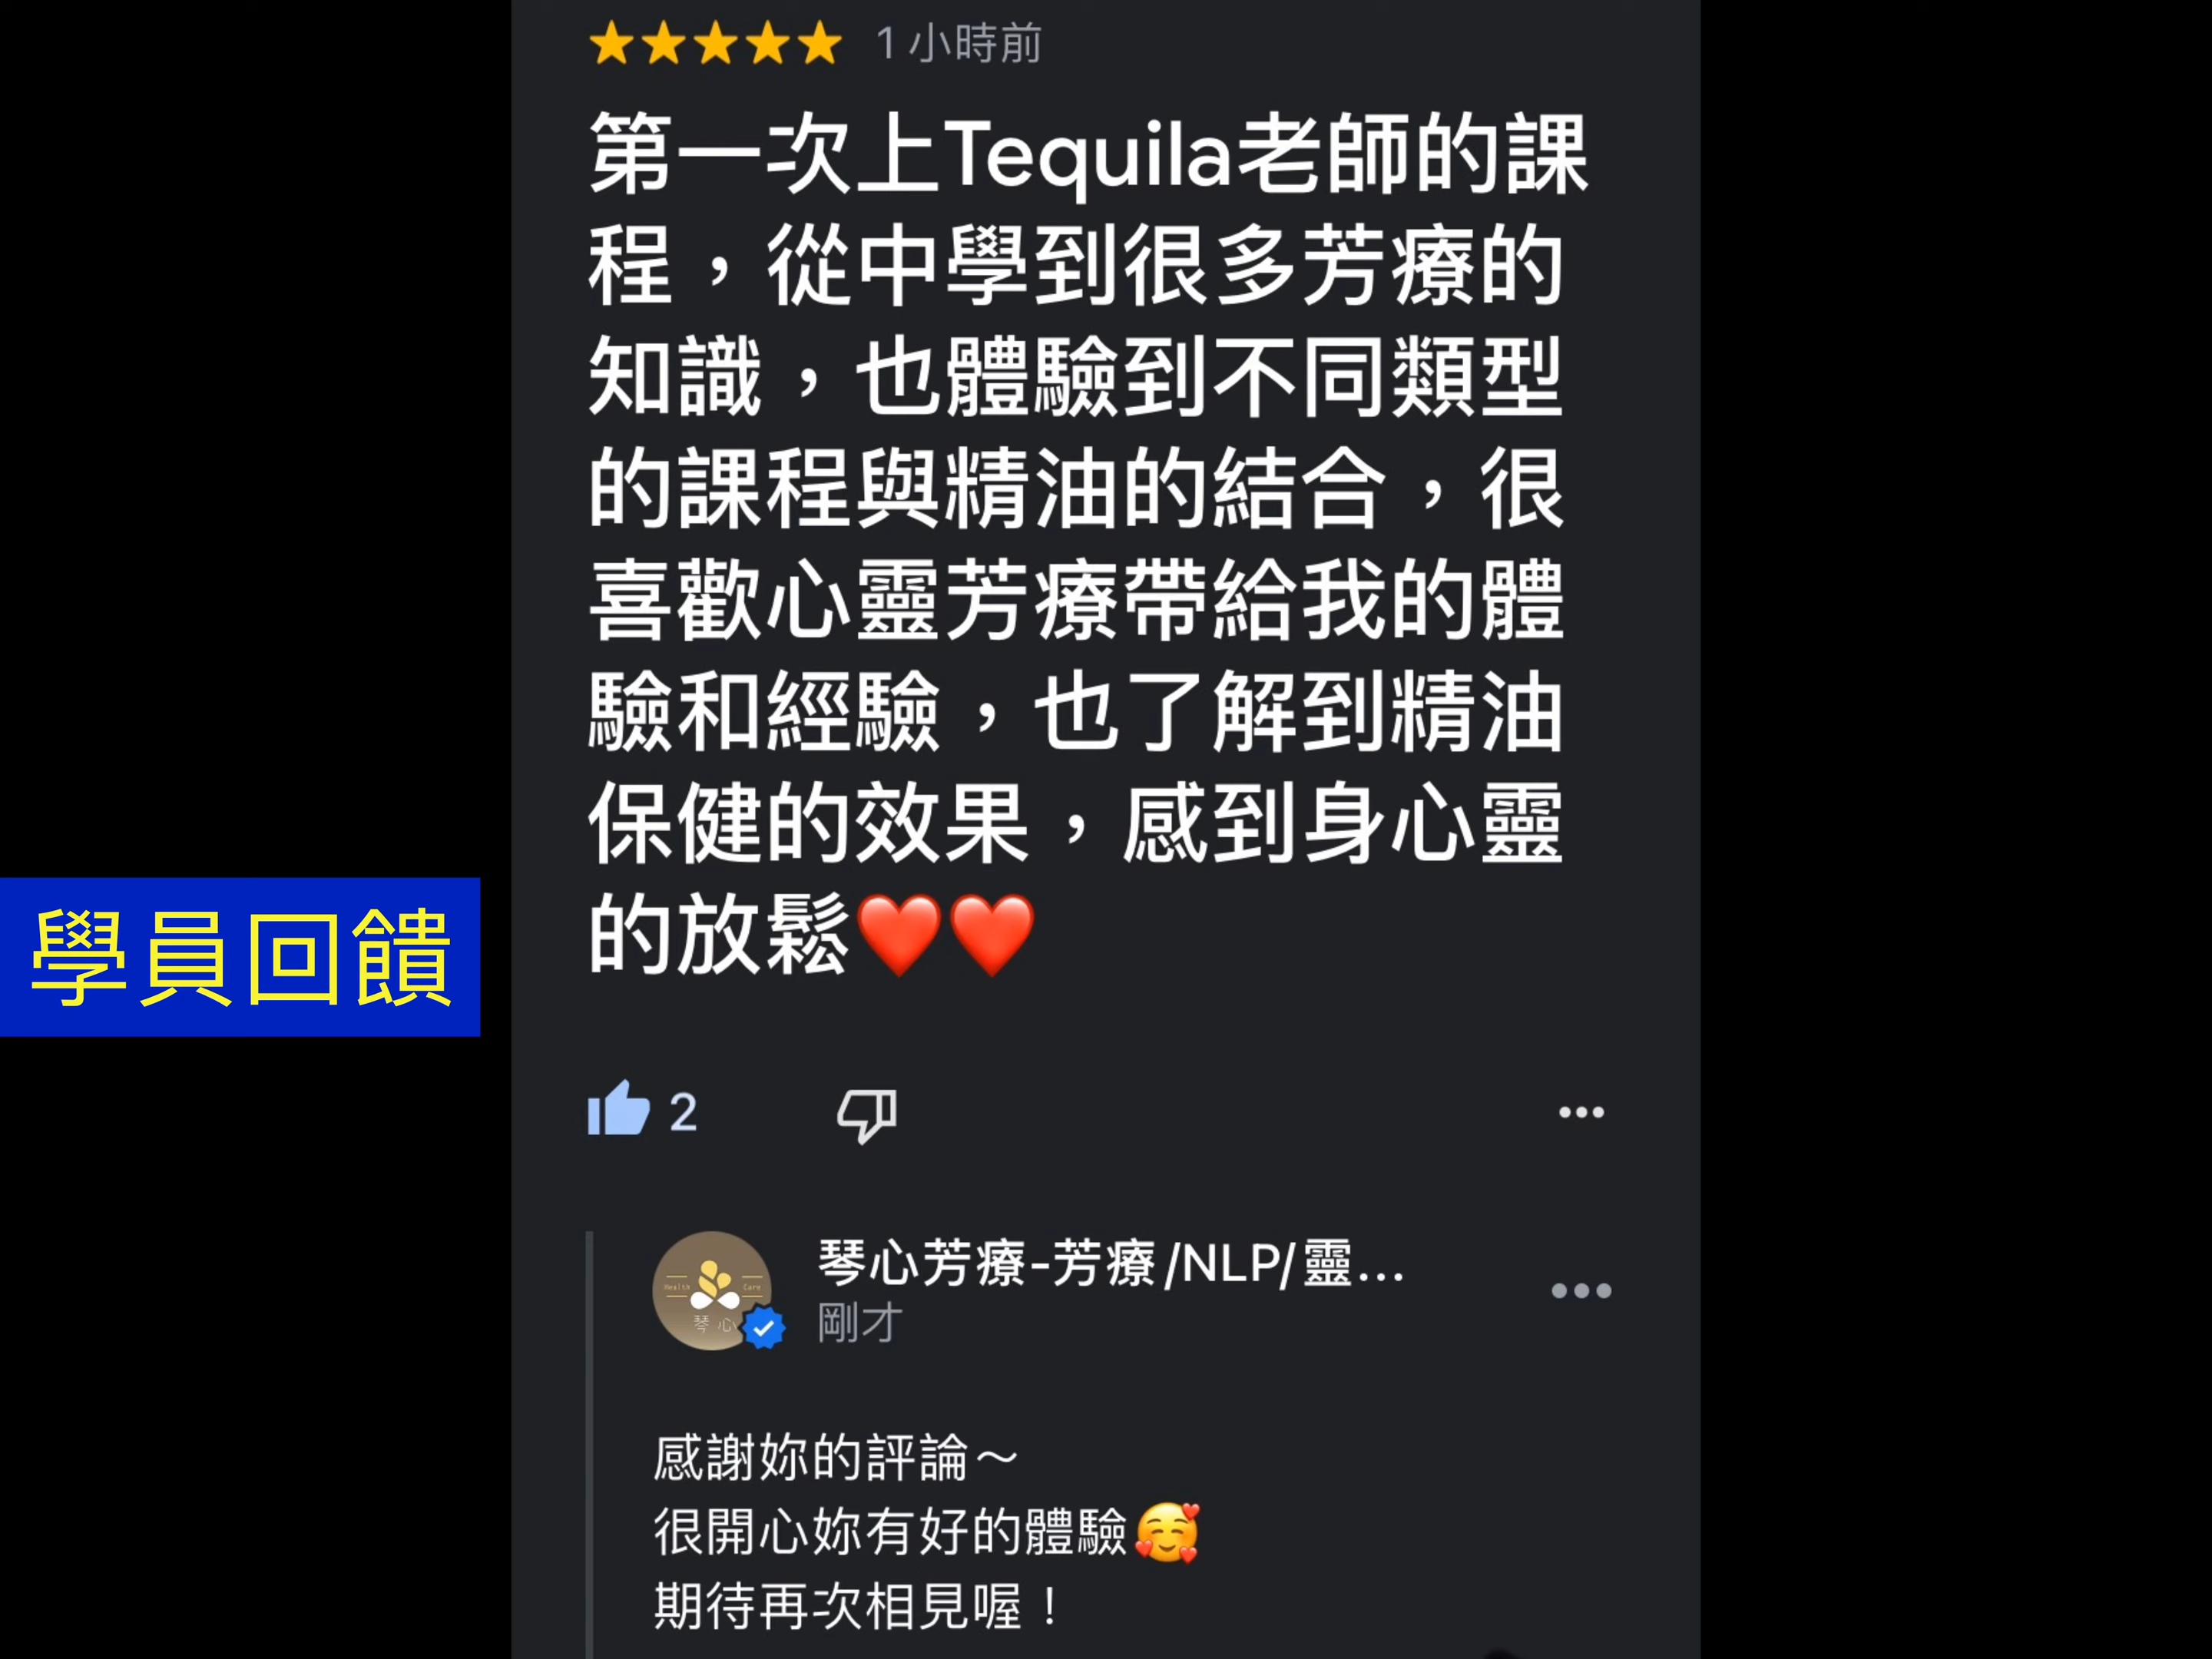 1 小時前
第一次上Tequila老師的課
程，從中學到很多芳療的
知識，也體驗到不同類型
的課程與精油的結合，很
喜歡心靈芳療帶給我的體
驗和經驗，也了解到精油
保健的效果，感到身心靈
的放鬆❤️❤️
學員回饋
2
琴心芳療-芳療/NLP/靈...
剛才
Health Care
琴 心
感謝妳的評論～
很開心妳有好的體驗🥰
期待再次相見喔！